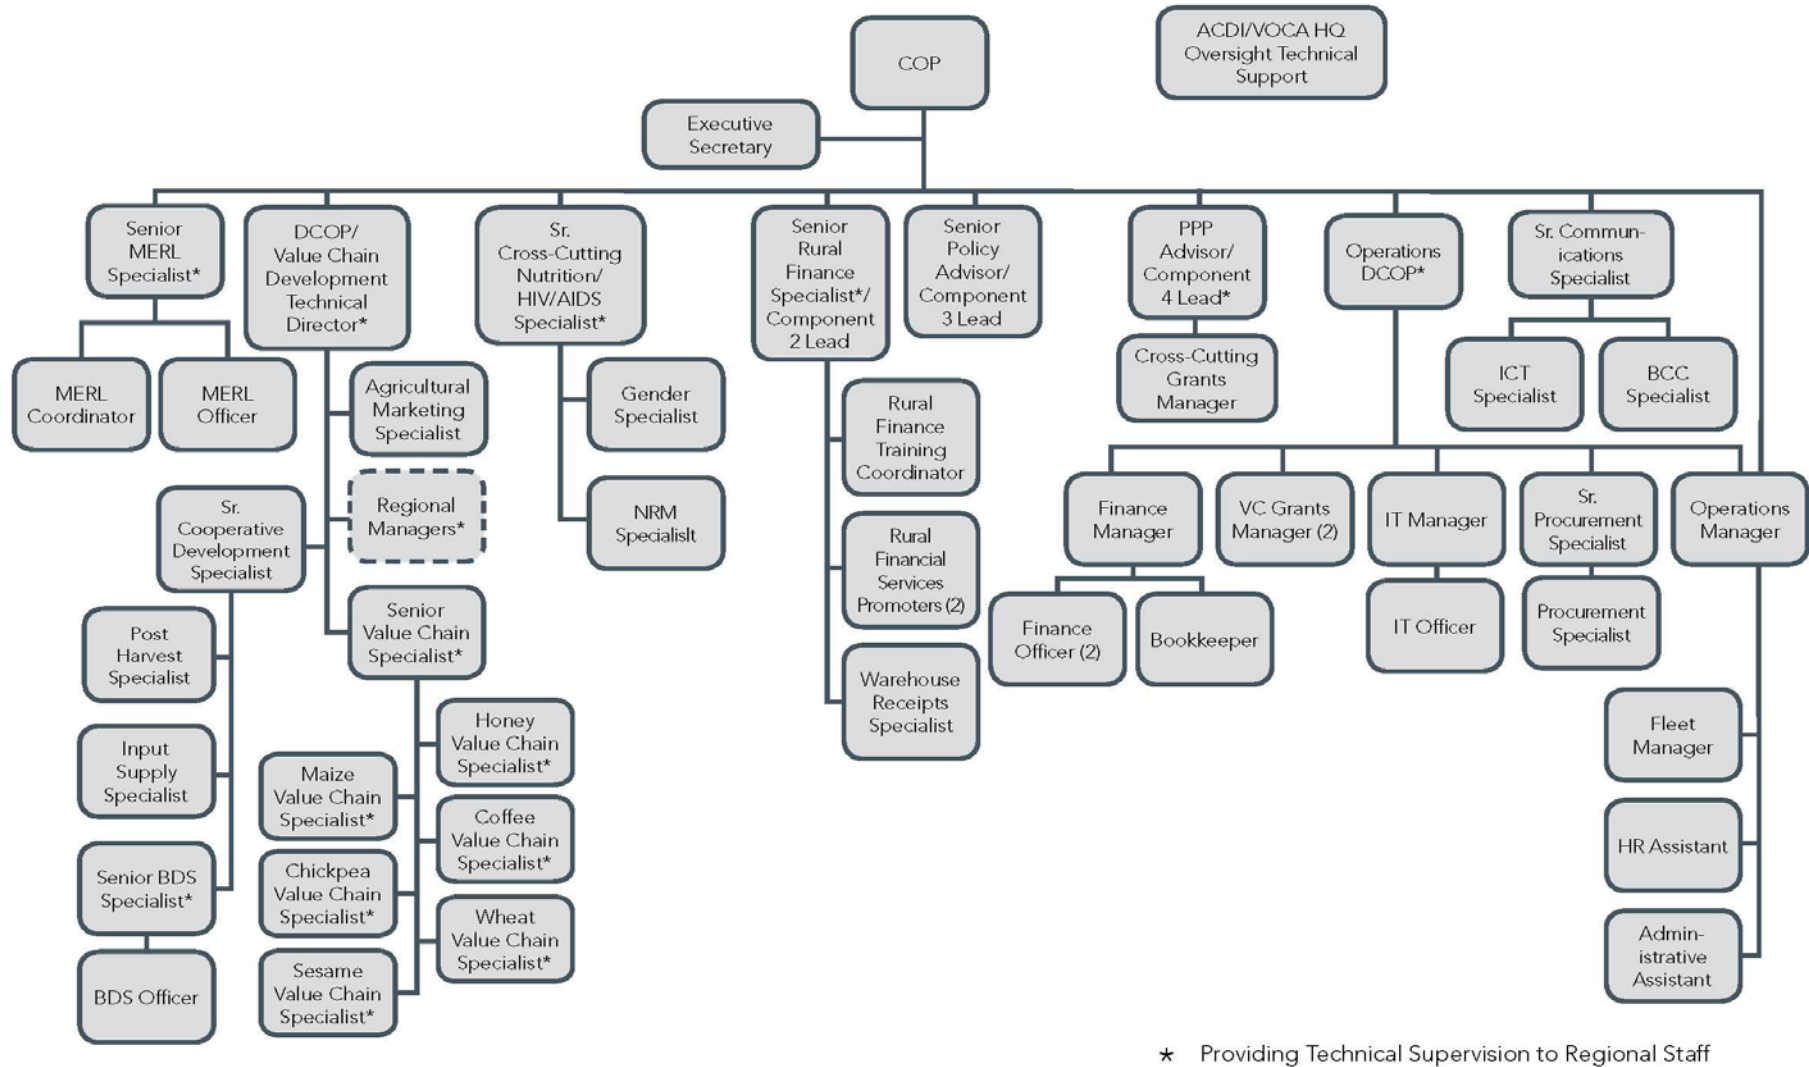 COP
ACDI/VOCA HQ
Oversight Technical
Support
Executive
Secretary
Senior
MERL
Specialist*
DCOP/
Value Chain
Development
Technical
Director*
Sr.
Cross-Cutting
Nutrition/
HIV/AIDS
Specialist*
Senior
Rural
Finance
Specialist*/
Component
2 Lead
Senior
Policy
Advisor/
Component
3 Lead
PPP
Advisor/
Component
4 Lead*
Operations
DCOP*
Sr. Commun-
ications
Specialist
MERL
Coordinator
MERL
Officer
Agricultural
Marketing
Specialist
Gender
Specialist
Cross-Cutting
Grants
Manager
ICT
Specialist
BCC
Specialist
Rural
Finance
Training
Coordinator
Regional
Managers*
Sr.
Cooperative
Development
Specialist
NRM
Specialislt
Finance
Manager
VC Grants
Manager (2)
IT Manager
Sr.
Procurement
Specialist
Operations
Manager
Rural
Financial
Services
Promoters (2)
Senior
Value Chain
Specialist*
Post
Harvest
Specialist
Finance
Officer (2)
Bookkeeper
IT Officer
Procurement
Specialist
Warehouse
Receipts
Specialist
Input
Supply
Specialist
Honey
Value Chain
Specialist*
Maize
Value Chain
Specialist*
Fleet
Manager
Coffee
Value Chain
Specialist*
Senior BDS
Specialist*
Chickpea
Value Chain
Specialist*
HR Assistant
Wheat
Value Chain
Specialist*
BDS Officer
Sesame
Value Chain
Specialist*
Admin-
istrative
Assistant
* Providing Technical Supervision to Regional Staff